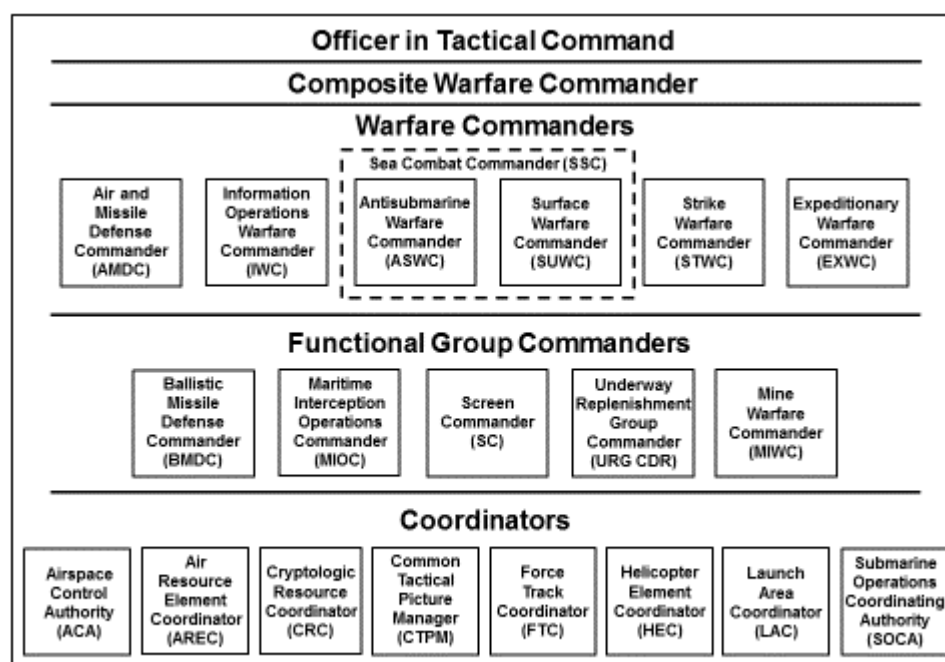 Officer in Tactical Command
Composite Warfare Commander
Warfare Commanders
Sea Combat Commander (SSC)
Air and
Missile
Defense
Commander
(AMDC)
Information
Operations
Warfare
Commander
(IWC)
Antisubmarine
Warfare
Commander
(ASWC)
Surface
Warfare
Commander
(SUWC)
Strike
Warfare
Commander
(STWC)
Expeditionary
Warfare
Commander
(EXWC)
Functional Group Commanders
Ballistic
Missile
Defense
Commander
(BMDC)
Maritime
Interception
Operations
Commander
(MIOC)
Screen
Commander
(SC)
Underway
Replenishment
Group
Commander
(URG CDR)
Mine
Warfare
Commander
(MIWC)
Coordinators
Airspace
Control
Authority
(ACA)
Air
Resource
Element
Coordinator
(AREC)
Cryptologic
Resource
Coordinator
(CRC)
Common
Tactical
Picture
Manager
(CTPM)
Force
Track
Coordinator
(FTC)
Helicopter
Element
Coordinator
(HEC)
Launch
Area
Coordinator
(LAC)
Submarine
Operations
Coordinating
Authority
(SOCA)